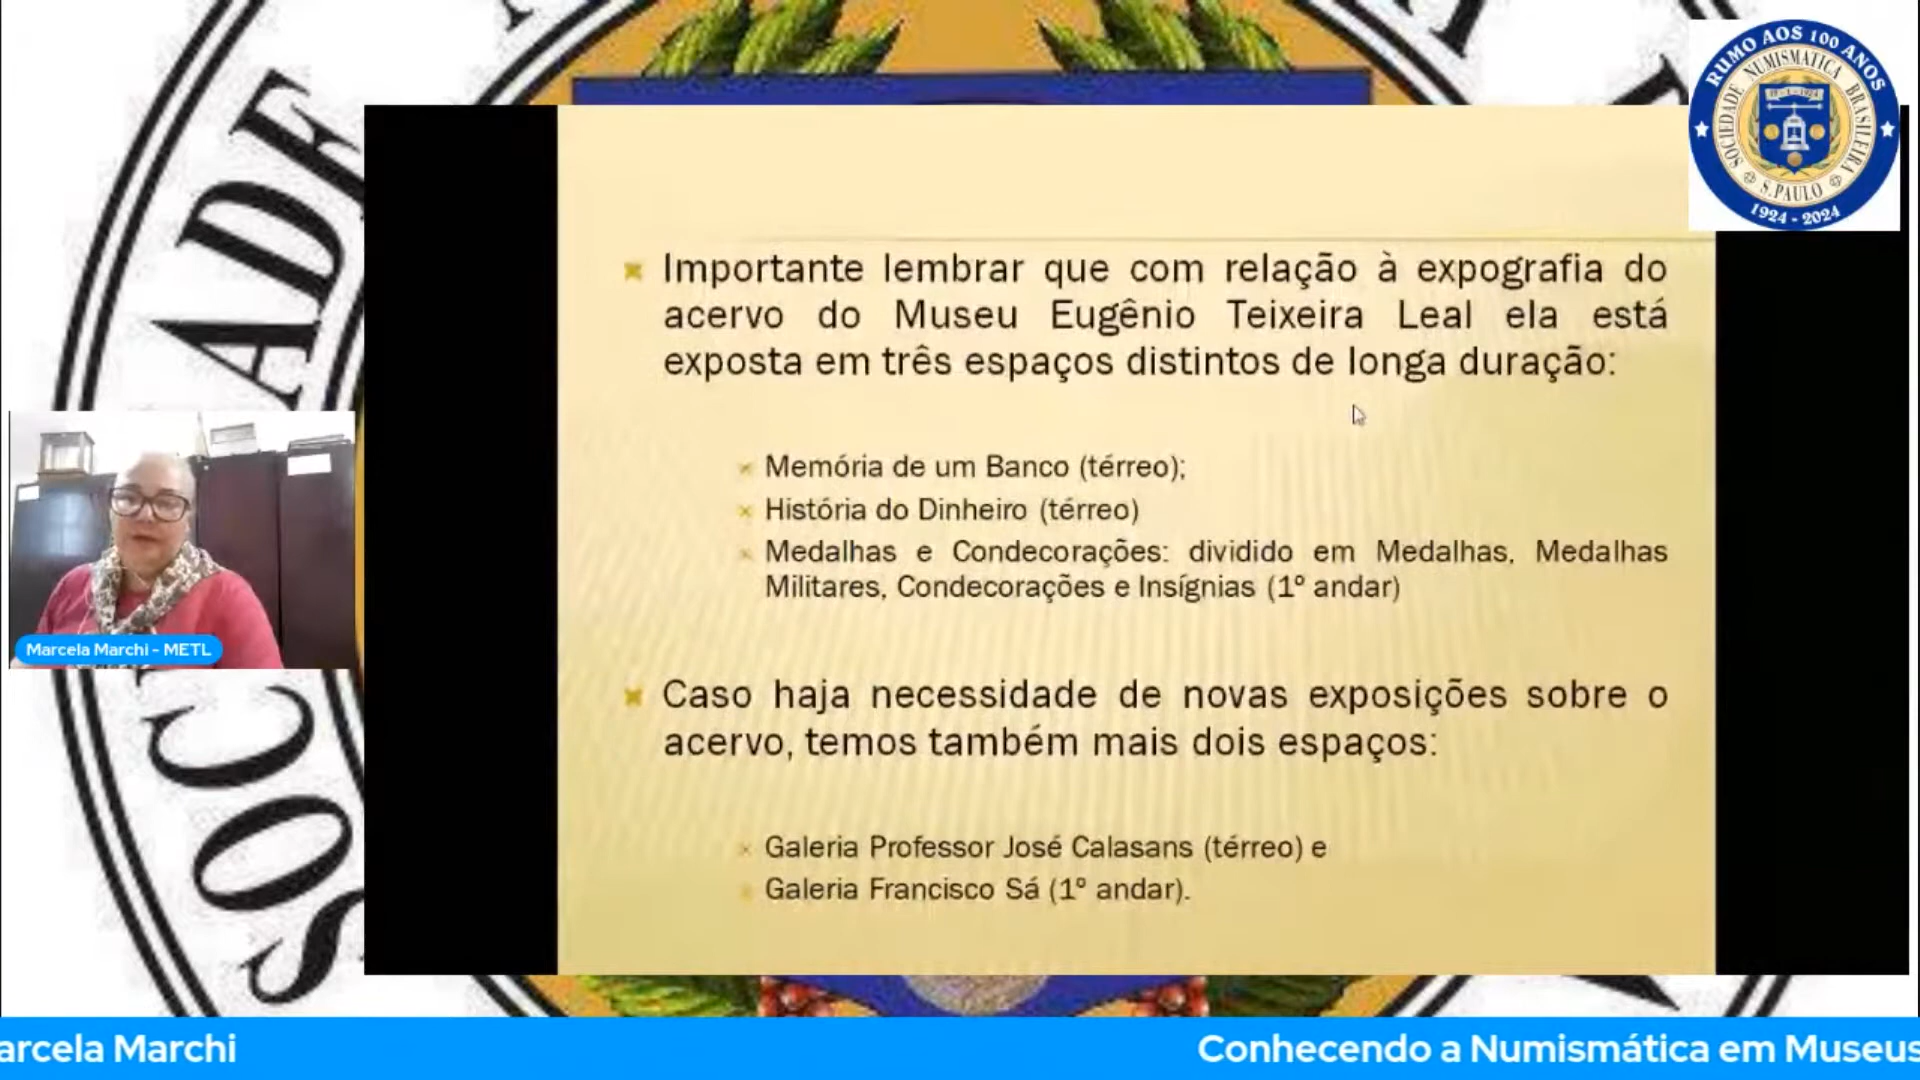 RUMO AOS 100 ANOS
SOCIEDADE NUMISMÁTICA BRASILEIRA
S. PAULO
1924 - 2024
ADE
SOC
Importante lembrar que com relação à expografia do
acervo do Museu Eugênio Teixeira Leal ela está
exposta em três espaços distintos de longa duração:
Memória de um Banco (térreo);
História do Dinheiro (térreo)
Medalhas e Condecorações: dividido em Medalhas, Medalhas
Militares, Condecorações e Insígnias (1º andar)
Marcela Marchi - METL
Caso haja necessidade de novas exposições sobre o
acervo, temos também mais dois espaços:
Galeria Professor José Calasans (térreo) e
Galeria Francisco Sá (1º andar).
arcela Marchi
Conhecendo a Numismática em Museus